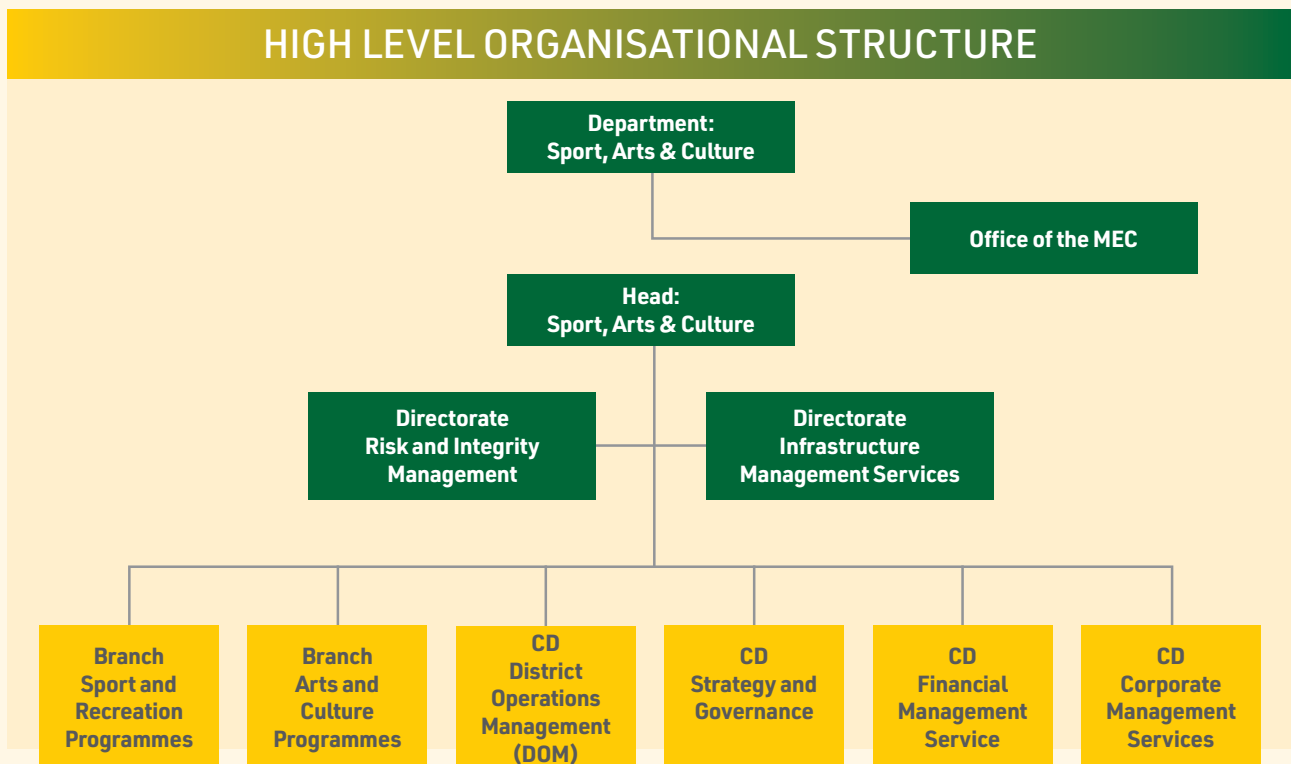 HIGH LEVEL ORGANISATIONAL STRUCTURE
Department:
Sport, Arts & Culture
Office of the MEC
Head:
Sport, Arts & Culture
Directorate
Risk and Integrity
Management
Directorate
Infrastructure
Management Services
Branch
Sport and
Recreation
Programmes
Branch
Arts and
Culture
Programmes
CD
District
Operations
Management
(DOM)
CD
Strategy and
Governance
CD
Financial
Management
Service
CD
Corporate
Management
Services